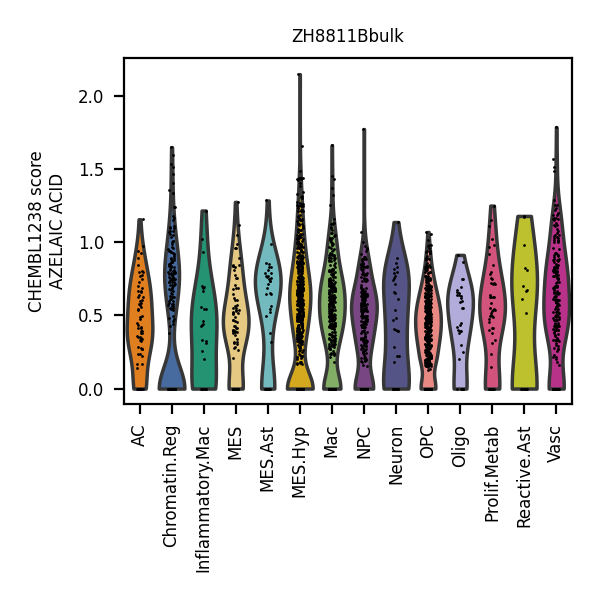 ZH8811Bbulk
CHEMBL1238 score
AZELAIC ACID
2.0
1.5
1.0
0.5
0.0
AC
Chromatin.Reg
Inflammatory.Mac
MES
MES.Ast
MES.Hyp
Mac
NPC
Neuron
OPC
Oligo
Prolif.Metab
Reactive.Ast
Vasc